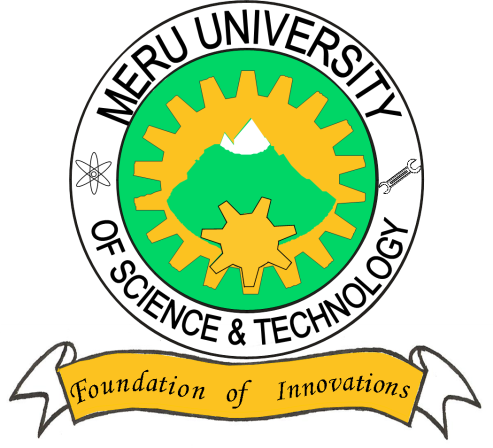 MERU UNIVERSITY
OF SCIENCE & TECHNOLOGY
Foundation of Innovations